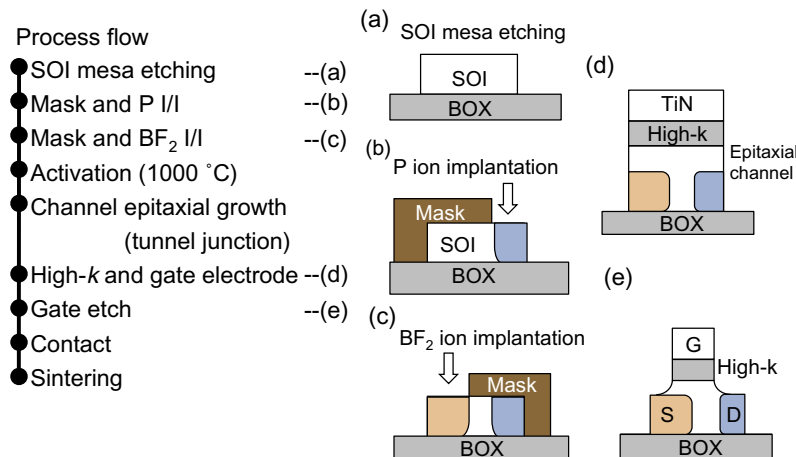 Process flow
SOI mesa etching --(a)
Mask and P I/I --(b)
Mask and BF₂ I/I --(c)
Activation (1000 ˚C)
Channel epitaxial growth
(tunnel junction)
High-k and gate electrode --(d)
Gate etch --(e)
Contact
Sintering
(a)
SOI mesa etching
SOI
BOX
(b)
P ion implantation
Mask
SOI
BOX
(c)
BF₂ ion implantation
Mask
BOX
(d)
TiN
High-k
Epitaxial
channel
BOX
(e)
G
High-k
S D
BOX